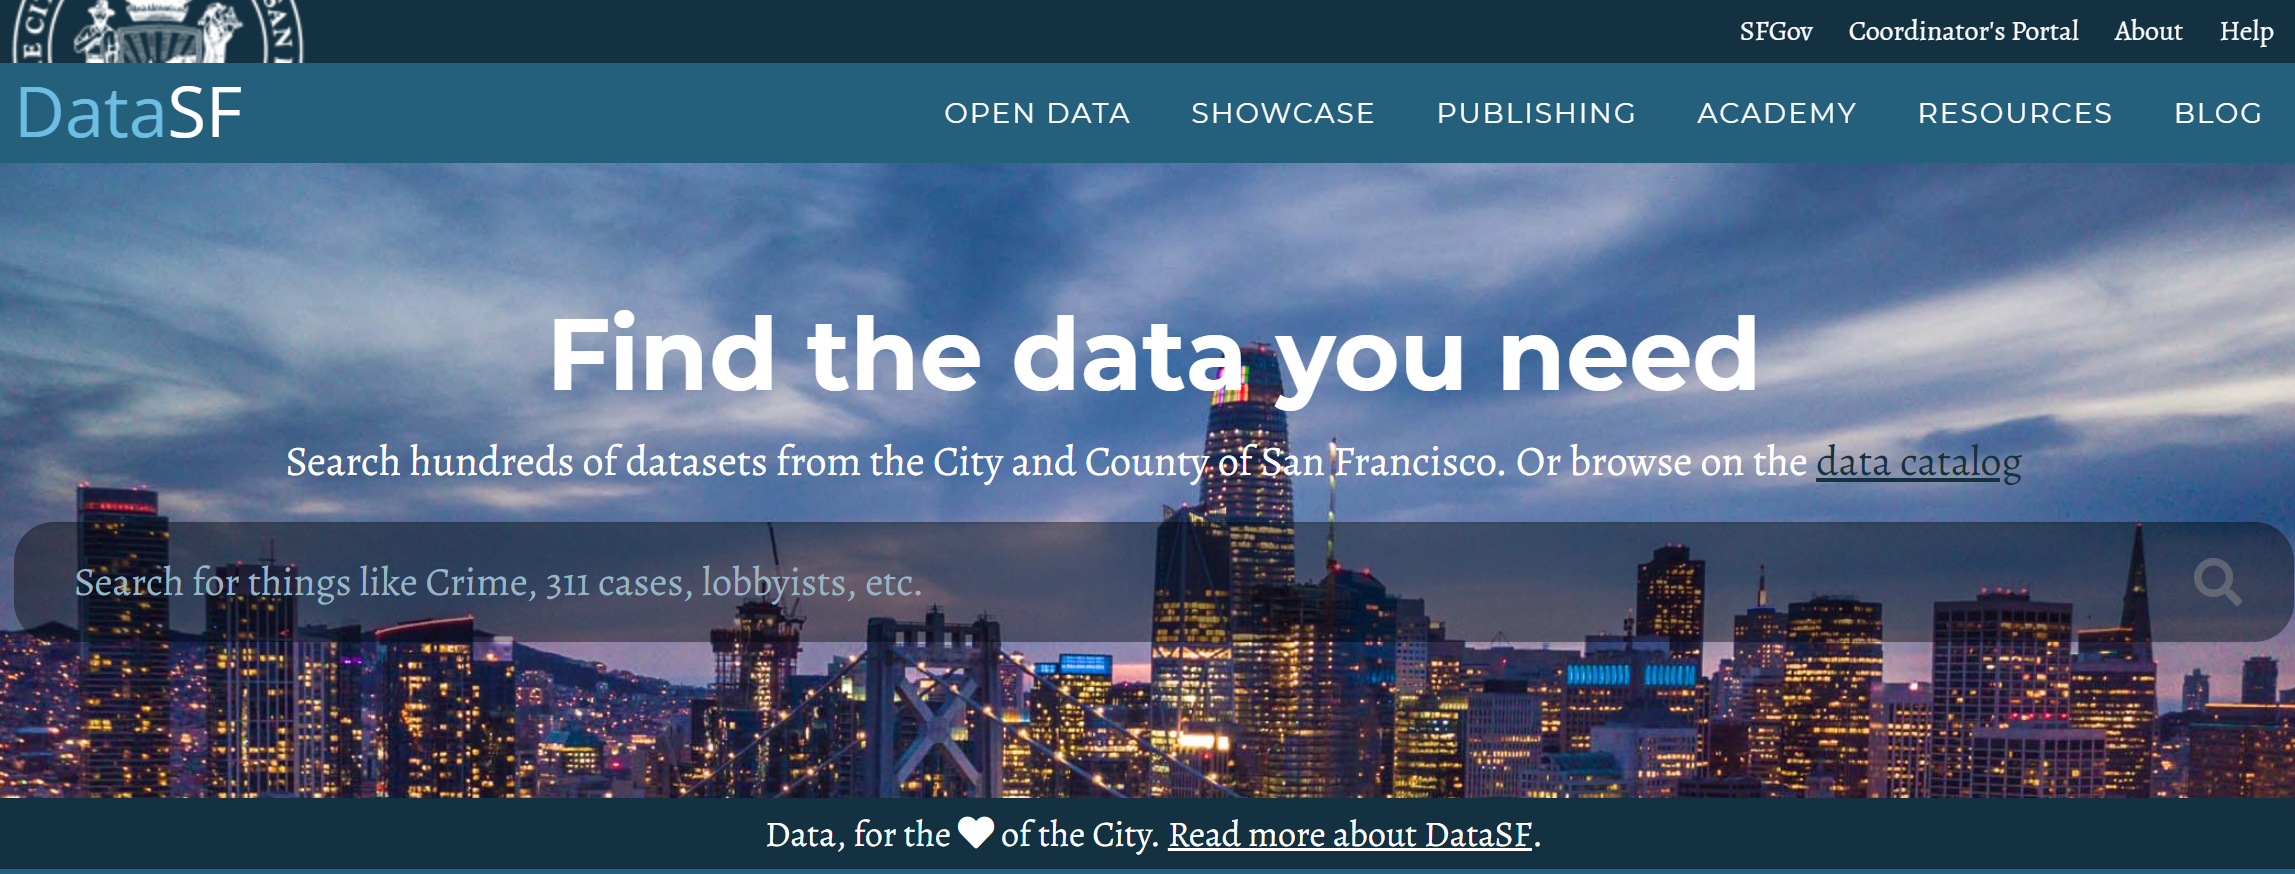 SFGov Coordinator's Portal About Help
DataSF
OPEN DATA SHOWCASE PUBLISHING ACADEMY RESOURCES BLOG
Find the data you need
Search hundreds of datasets from the City and County of San Francisco. Or browse on the data catalog
Search for things like Crime, 311 cases, lobbyists, etc.
Data, for the ♥ of the City. Read more about DataSF.